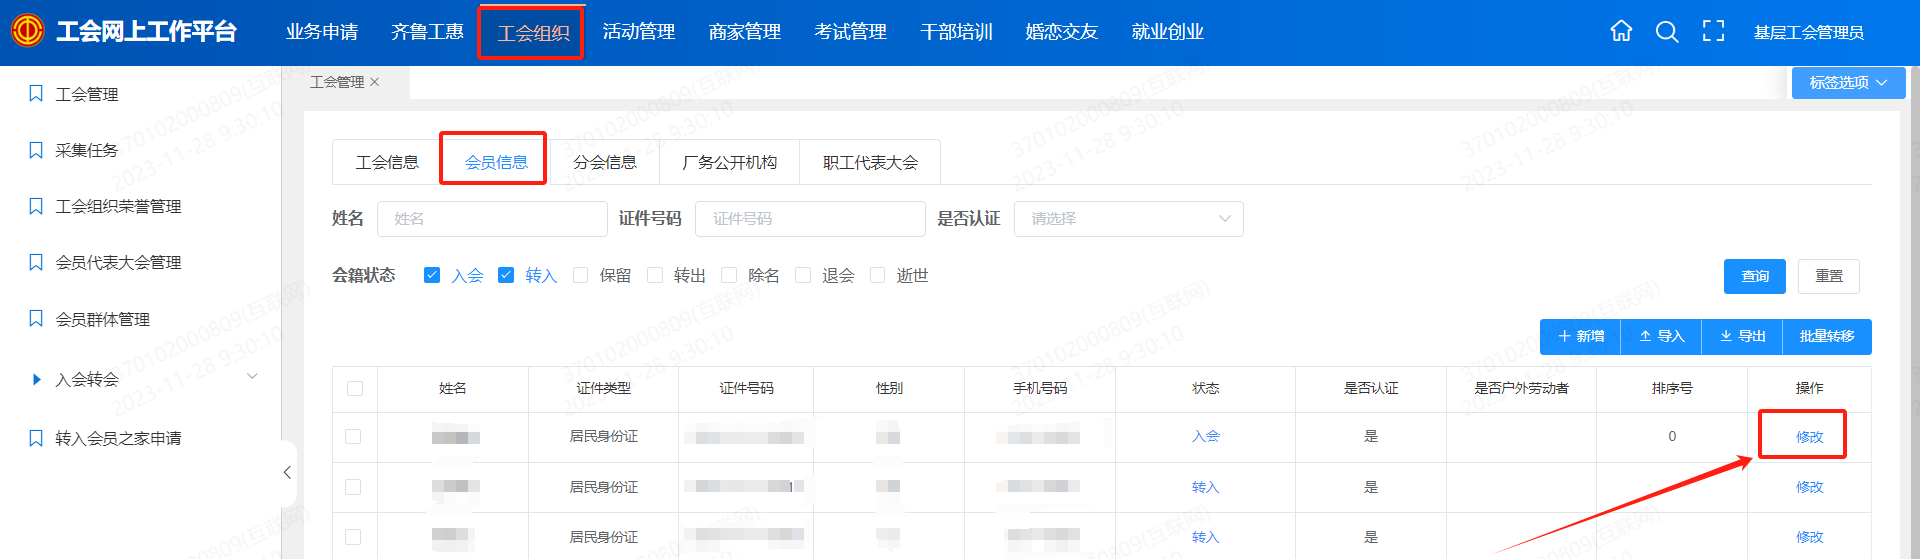 工会网上工作平台
业务申请 齐鲁工惠 工会组织 活动管理 商家管理 考试管理 干部培训 婚恋交友 就业创业
基层工会管理员
工会管理
采集任务
工会组织荣誉管理
会员代表大会管理
会员群体管理
入会转会
转入会员之家申请
工会管理
标签选项
工会信息 会员信息 分会信息 厂务公开机构 职工代表大会
姓名 姓名 证件号码 证件号码 是否认证 请选择
会籍状态 入会 转入 保留 转出 除名 退会 逝世
查询 重置
新增 导入 导出 批量转移
姓名 证件类型 证件号码 性别 手机号码 状态 是否认证 是否户外劳动者 排序号 操作
居民身份证 入会 是 0 修改
居民身份证 转入 是 修改
居民身份证 转入 是 修改
370102000809(互联网)
2023-11-28 9:30:10